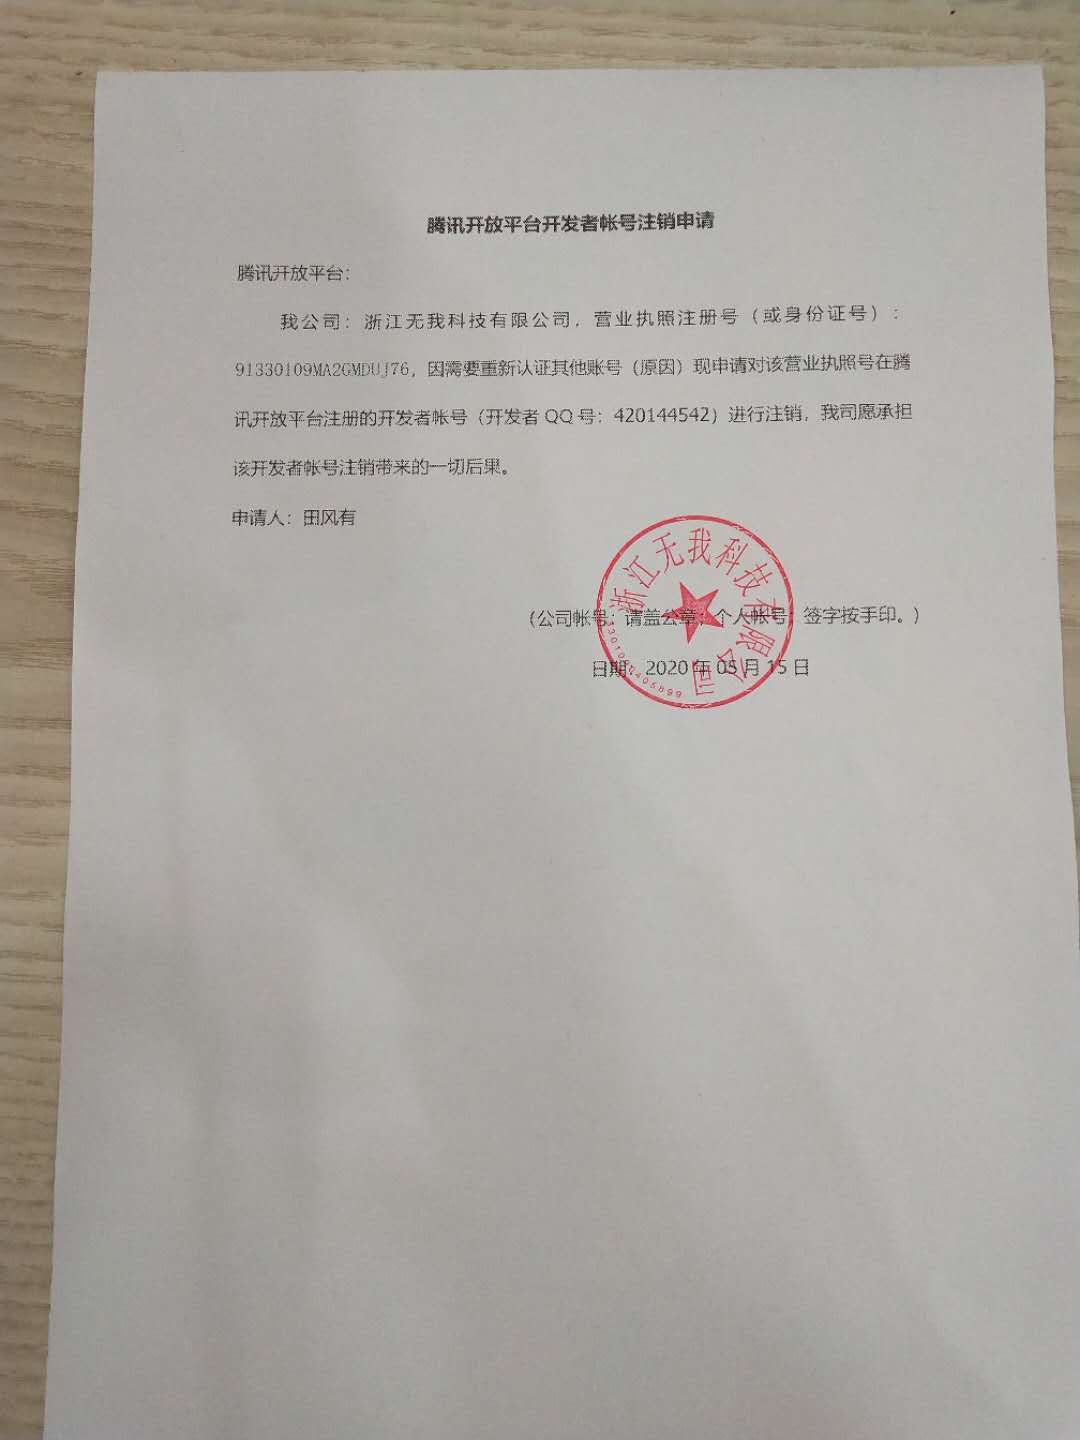 腾讯开放平台开发者帐号注销申请
腾讯开放平台：
我公司：浙江无我科技有限公司，营业执照注册号（或身份证号）：
91330109MA2GMDUJ76，因需要重新认证其他账号（原因）现申请对该营业执照号在腾
讯开放平台注册的开发者帐号（开发者 QQ 号：420144542）进行注销，我司愿承担
该开发者帐号注销带来的一切后果。
申请人：田风有
浙江无我科技有限公司
（公司帐号：请盖公章；个人帐号：签字按手印。）
日期：2020 年 05 月 15 日